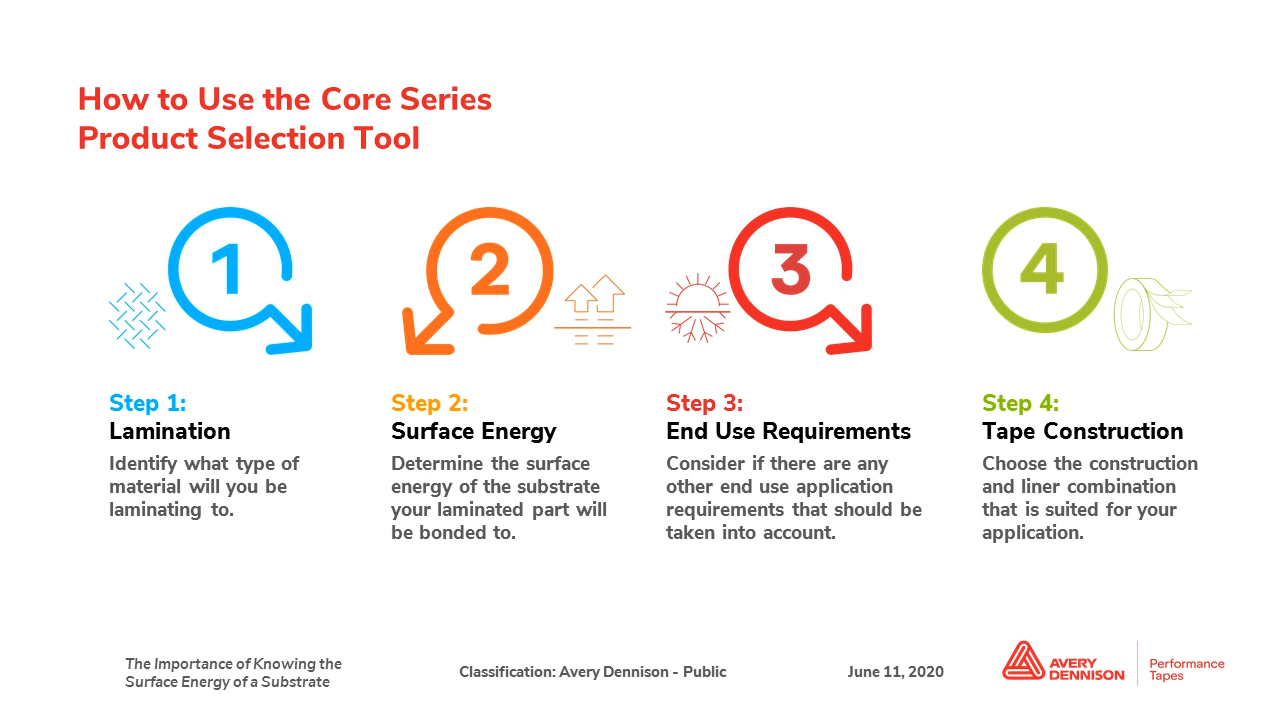 How to Use the Core Series
Product Selection Tool
1
2
3
4
Step 1:
Lamination
Identify what type of
material will you be
laminating to.
Step 2:
Surface Energy
Determine the surface
energy of the substrate
your laminated part will
be bonded to.
Step 3:
End Use Requirements
Consider if there are any
other end use application
requirements that should be
taken into account.
Step 4:
Tape Construction
Choose the construction
and liner combination
that is suited for your
application.
The Importance of Knowing the
Surface Energy of a Substrate
Classification: Avery Dennison - Public
June 11, 2020
AVERY
DENNISON
Performance
Tapes